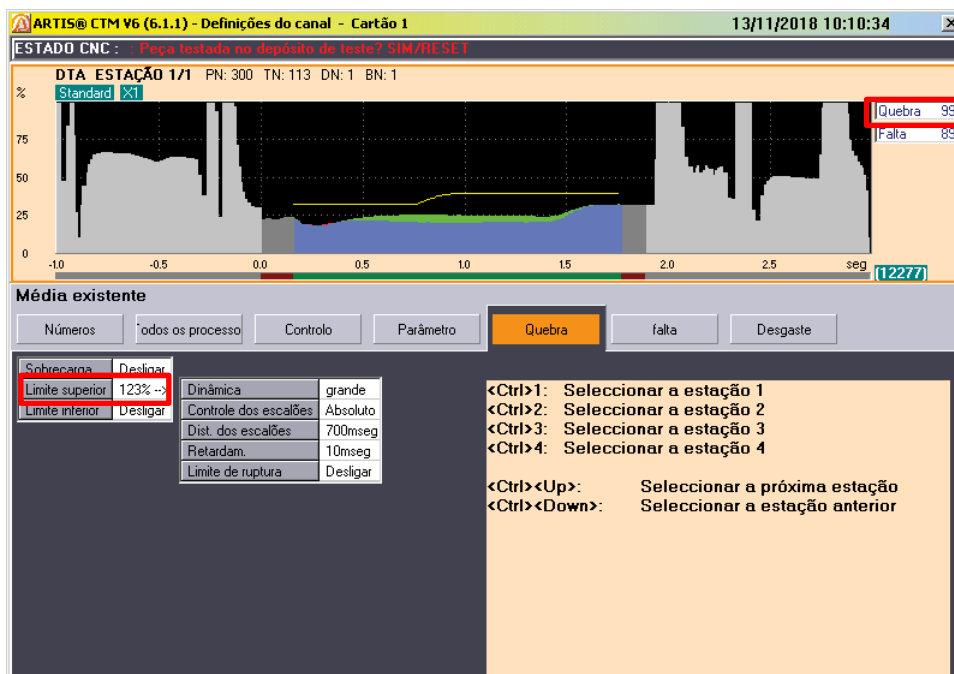 ARTIS® CTM V6 (6.1.1) - Definições do canal - Cartão 1 13/11/2018 10:10:34
ESTADO CNC : : Peça testada no depósito de teste? SIM/RESET
DTA ESTAÇÃO 1/1 PN: 300 TN: 113 DN: 1 BN: 1
% Standard X1
Quebra 99
75 Falta 89
50
25
0
-1.0 -0.5 0.0 0.5 1.0 1.5 2.0 2.5 seg (12277)
Média existente
Números odos os processo Controlo Parâmetro Quebra falta Desgaste
Sobrecarga Desligar
Limite superior 123% -->
Limite inferior Desligar
Dinâmica grande
Controle dos escalões Absoluto
Dist. dos escalões 700mseg
Retardam. 10mseg
Limite de ruptura Desligar
<Ctrl>1: Seleccionar a estação 1
<Ctrl>2: Seleccionar a estação 2
<Ctrl>3: Seleccionar a estação 3
<Ctrl>4: Seleccionar a estação 4
<Ctrl><Up>: Seleccionar a próxima estação
<Ctrl><Down>: Seleccionar a estação anterior